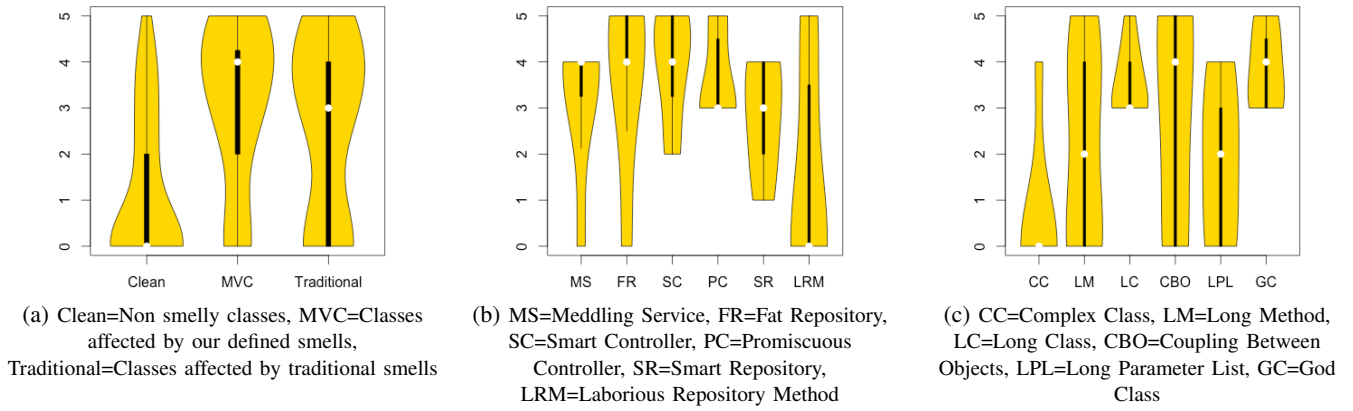 5
4
3
2
1
0
Clean MVC Traditional
(a) Clean=Non smelly classes, MVC=Classes
affected by our defined smells,
Traditional=Classes affected by traditional smells
5
4
3
2
1
0
MS FR SC PC SR LRM
(b) MS=Meddling Service, FR=Fat Repository,
SC=Smart Controller, PC=Promiscuous
Controller, SR=Smart Repository,
LRM=Laborious Repository Method
5
4
3
2
1
0
CC LM LC CBO LPL GC
(c) CC=Complex Class, LM=Long Method,
LC=Long Class, CBO=Coupling Between
Objects, LPL=Long Parameter List, GC=God
Class